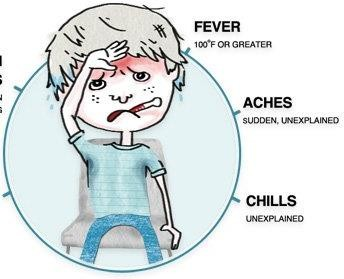 FEVER
100°F OR GREATER
ACHES
SUDDEN, UNEXPLAINED
CHILLS
UNEXPLAINED